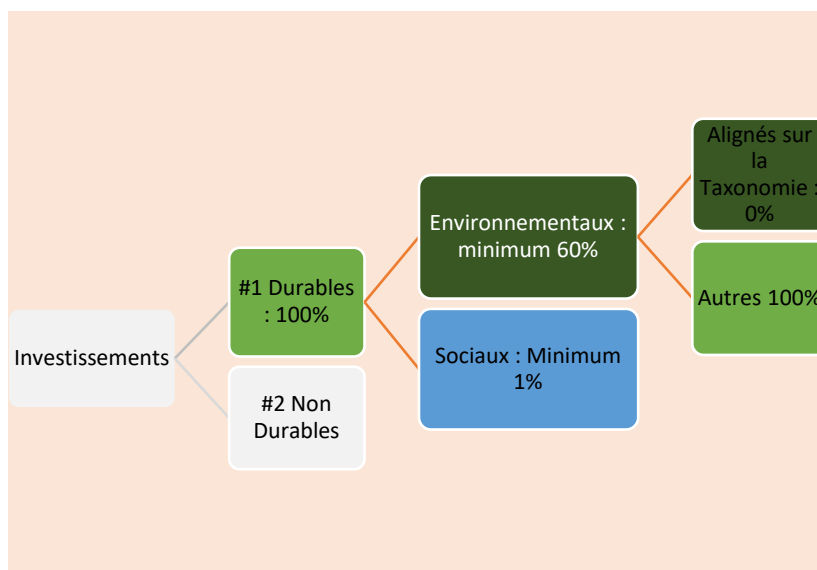 Investissements
#1 Durables
: 100%
#2 Non
Durables
Environnementaux :
minimum 60%
Sociaux : Minimum
1%
Alignés sur
la
Taxonomie :
0%
Autres 100%